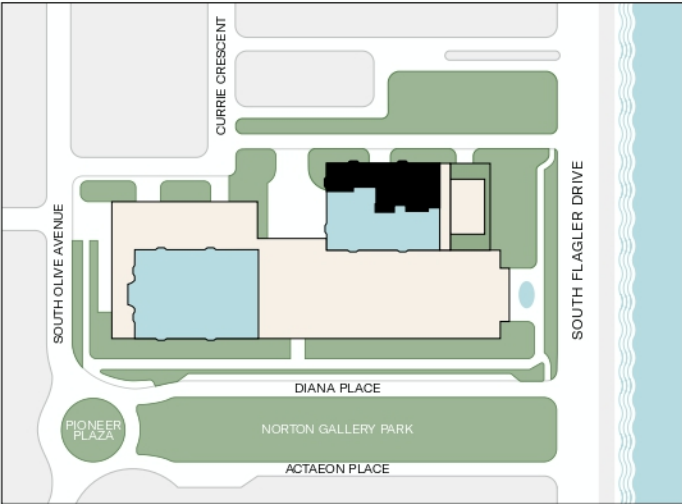 CURRIE CRESCENT
SOUTH OLIVE AVENUE
SOUTH FLAGLER DRIVE
DIANA PLACE
PIONEER
PLAZA
NORTON GALLERY PARK
ACTAEON PLACE